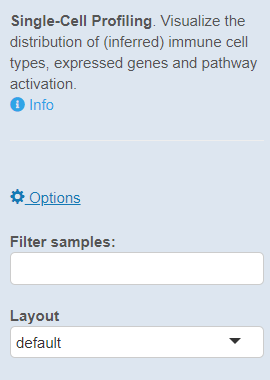 Single-Cell Profiling. Visualize the
distribution of (inferred) immune cell
types, expressed genes and pathway
activation.
Info
Options
Filter samples:
Layout
default